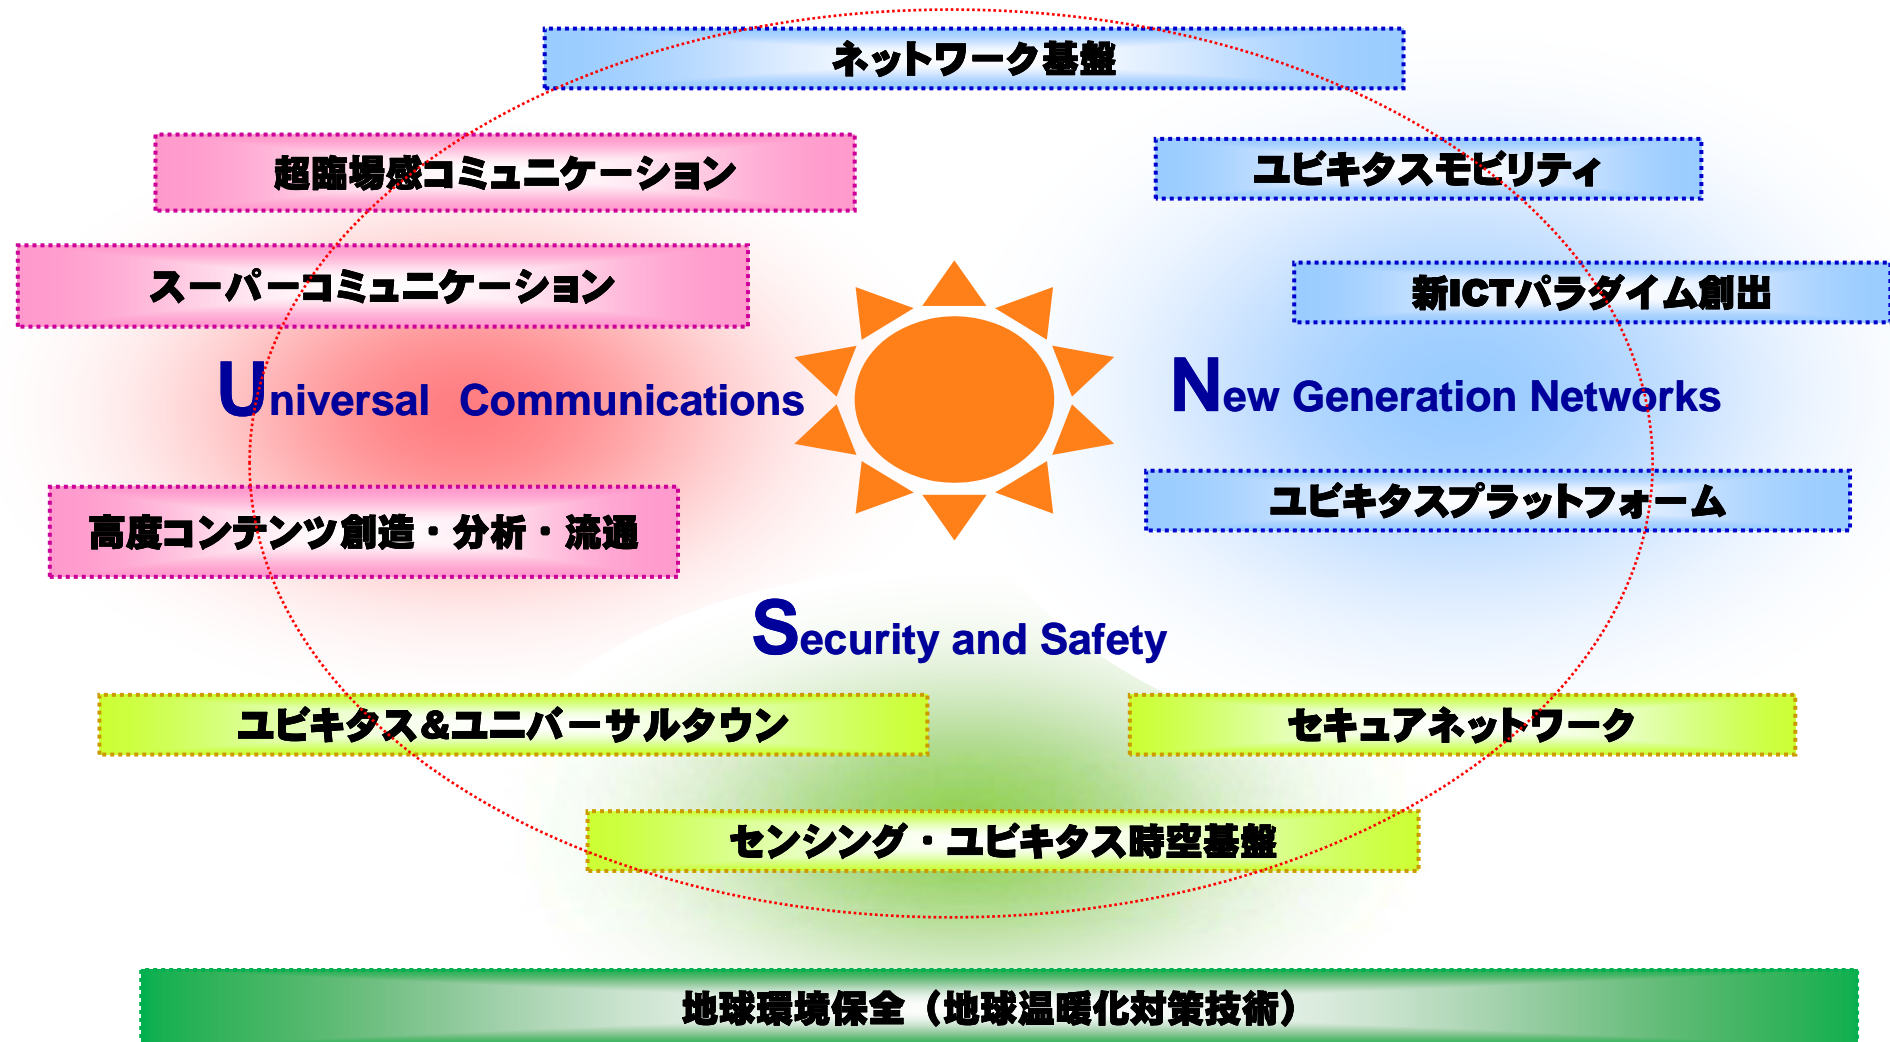 ネットワーク基盤
超臨場感コミュニケーション
ユビキタスモビリティ
スーパーコミュニケーション
新ICTパラダイム創出
Universal Communications
New Generation Networks
高度コンテンツ創造・分析・流通
ユビキタスプラットフォーム
Security and Safety
ユビキタス&ユニバーサルタウン
セキュアネットワーク
センシング・ユビキタス時空基盤
地球環境保全（地球温暖化対策技術）